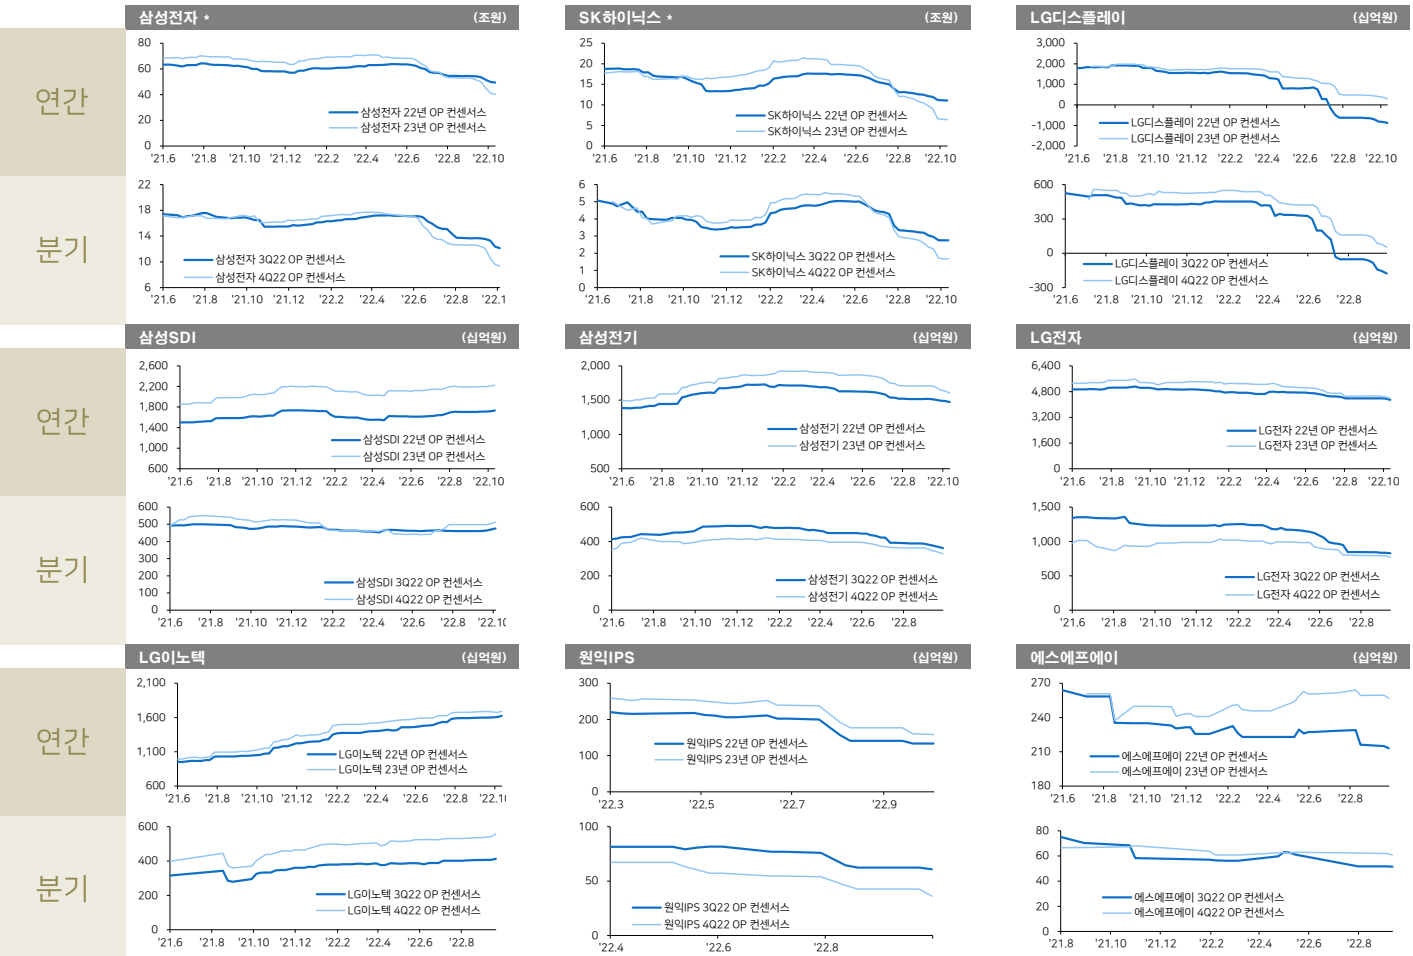 삼성전자 * (조원)
SK하이닉스 * (조원)
LG디스플레이 (십억원)
연간
80
60
40
20
0
삼성전자 22년 OP 컨센서스
삼성전자 23년 OP 컨센서스
'21.6 '21.8 '21.10 '21.12 '22.2 '22.4 '22.6 '22.8 '22.10
25
20
15
10
5
0
SK하이닉스 22년 OP 컨센서스
SK하이닉스 23년 OP 컨센서스
'21.6 '21.8 '21.10 '21.12 '22.2 '22.4 '22.6 '22.8 '22.10
3,000
2,000
1,000
0
-1,000
-2,000
LG디스플레이 22년 OP 컨센서스
LG디스플레이 23년 OP 컨센서스
'21.6 '21.8 '21.10 '21.12 '22.2 '22.4 '22.6 '22.8 '22.10
분기
22
18
14
10
6
삼성전자 3Q22 OP 컨센서스
삼성전자 4Q22 OP 컨센서스
'21.6 '21.8 '21.10 '21.12 '22.2 '22.4 '22.6 '22.8 '22.1
6
5
4
3
2
1
0
SK하이닉스 3Q22 OP 컨센서스
SK하이닉스 4Q22 OP 컨센서스
'21.6 '21.8 '21.10 '21.12 '22.2 '22.4 '22.6 '22.8 '22.10
600
300
0
-300
LG디스플레이 3Q22 OP 컨센서스
LG디스플레이 4Q22 OP 컨센서스
'21.6 '21.8 '21.10 '21.12 '22.2 '22.4 '22.6 '22.8
삼성SDI (십억원)
삼성전기 (십억원)
LG전자 (십억원)
연간
2,600
2,200
1,800
1,400
1,000
600
삼성SDI 22년 OP 컨센서스
삼성SDI 23년 OP 컨센서스
'21.6 '21.8 '21.10 '21.12 '22.2 '22.4 '22.6 '22.8 '22.10
2,000
1,500
1,000
500
삼성전기 22년 OP 컨센서스
삼성전기 23년 OP 컨센서스
'21.6 '21.8 '21.10 '21.12 '22.2 '22.4 '22.6 '22.8 '22.10
6,400
4,800
3,200
1,600
0
LG전자 22년 OP 컨센서스
LG전자 23년 OP 컨센서스
'21.6 '21.8 '21.10 '21.12 '22.2 '22.4 '22.6 '22.8 '22.10
분기
600
500
400
300
200
100
0
삼성SDI 3Q22 OP 컨센서스
삼성SDI 4Q22 OP 컨센서스
'21.6 '21.8 '21.10 '21.12 '22.2 '22.4 '22.6 '22.8 '22.10
600
400
200
0
삼성전기 3Q22 OP 컨센서스
삼성전기 4Q22 OP 컨센서스
'21.6 '21.8 '21.10 '21.12 '22.2 '22.4 '22.6 '22.8
1,500
1,000
500
0
LG전자 3Q22 OP 컨센서스
LG전자 4Q22 OP 컨센서스
'21.6 '21.8 '21.10 '21.12 '22.2 '22.4 '22.6 '22.8
LG이노텍 (십억원)
원익IPS (십억원)
에스에프에이 (십억원)
연간
2,100
1,600
1,100
600
LG이노텍 22년 OP 컨센서스
LG이노텍 23년 OP 컨센서스
'21.6 '21.8 '21.10 '21.12 '22.2 '22.4 '22.6 '22.8 '22.10
300
200
100
0
원익IPS 22년 OP 컨센서스
원익IPS 23년 OP 컨센서스
'22.3 '22.5 '22.7 '22.9
270
240
210
180
에스에프에이 22년 OP 컨센서스
에스에프에이 23년 OP 컨센서스
'21.6 '21.8 '21.10 '21.12 '22.2 '22.4 '22.6 '22.8
분기
600
400
200
0
LG이노텍 3Q22 OP 컨센서스
LG이노텍 4Q22 OP 컨센서스
'21.6 '21.8 '21.10 '21.12 '22.2 '22.4 '22.6 '22.8
100
50
0
원익IPS 3Q22 OP 컨센서스
원익IPS 4Q22 OP 컨센서스
'22.4 '22.6 '22.8
80
60
40
20
0
에스에프에이 3Q22 OP 컨센서스
에스에프에이 4Q22 OP 컨센서스
'21.8 '21.10 '21.12 '22.2 '22.4 '22.6 '22.8